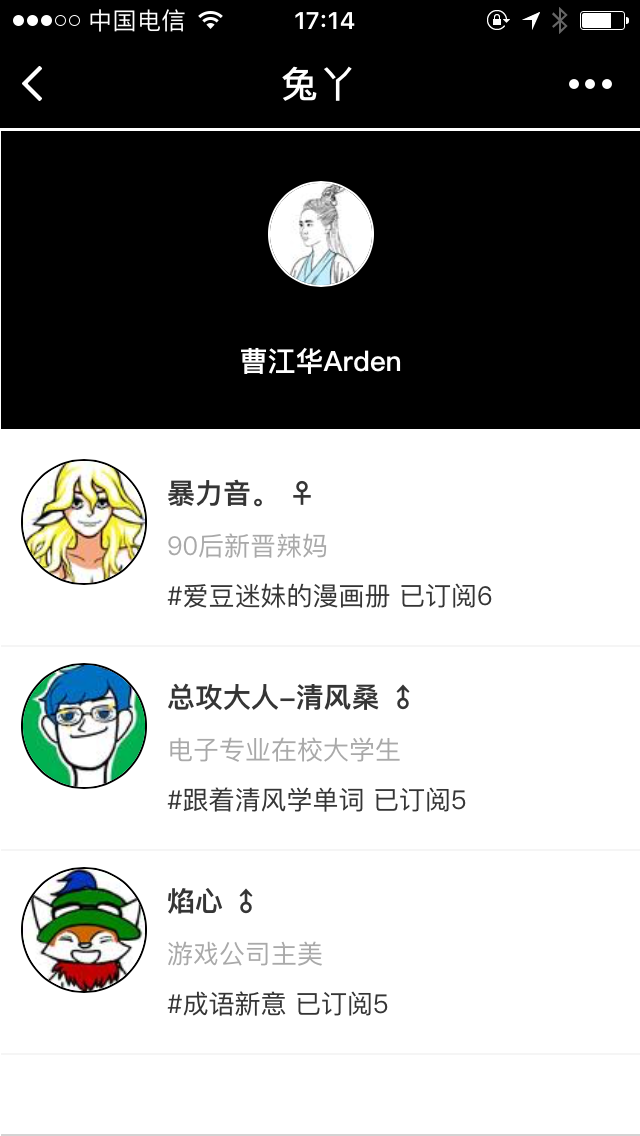 中国电信 17:14
兔丫
曹江华Arden
暴力音。 ♀
90后新晋辣妈
#爱豆迷妹的漫画册 已订阅6
总攻大人–清风桑 ⚦
电子专业在校大学生
#跟着清风学单词 已订阅5
焰心 ⚦
游戏公司主美
#成语新意 已订阅5